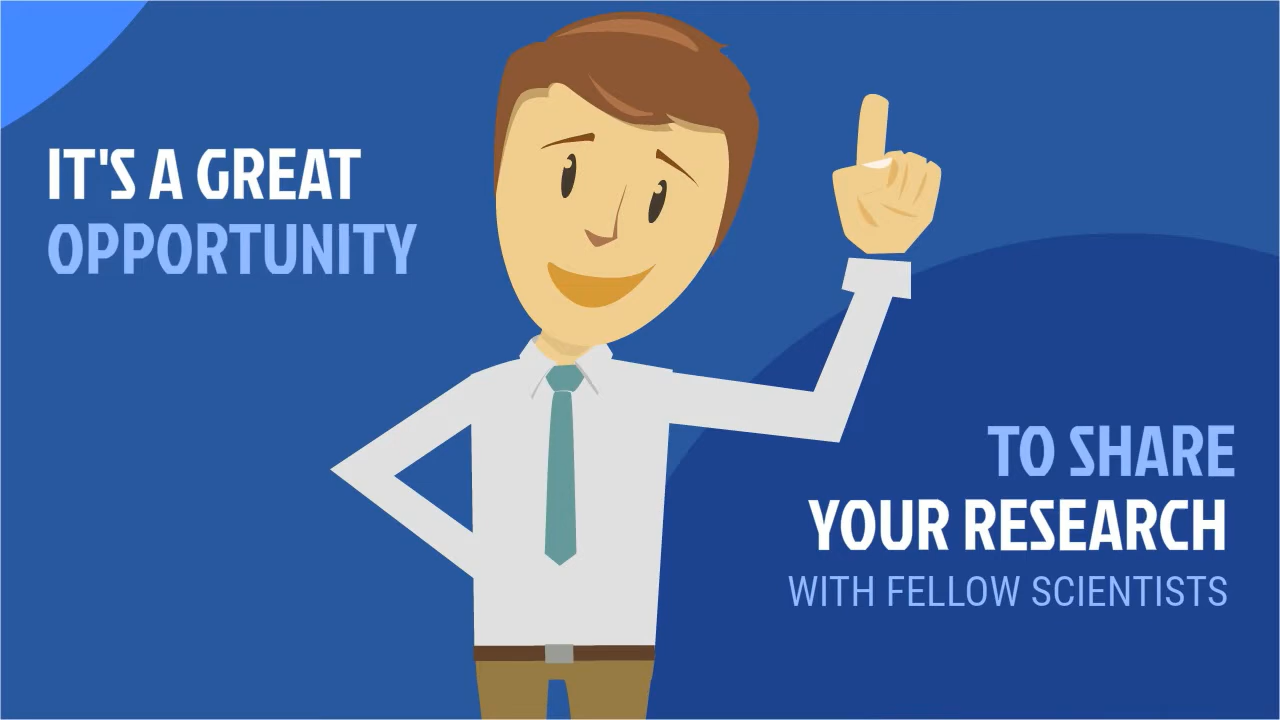 IT'S A GREAT
OPPORTUNITY
TO SHARE
YOUR RESEARCH
WITH FELLOW SCIENTISTS